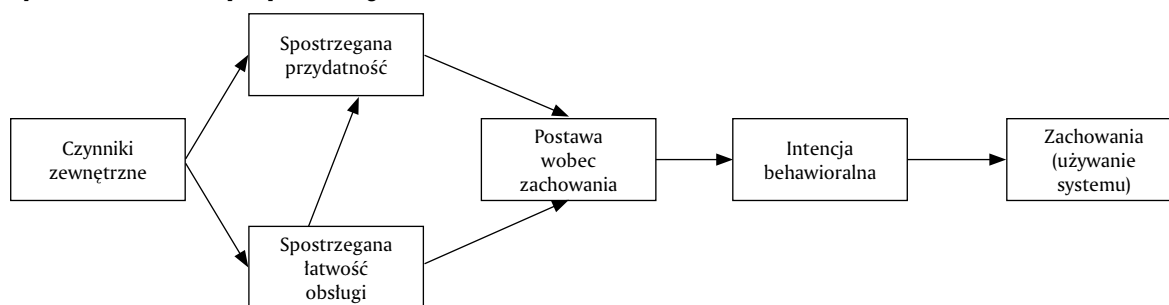 Spostrzegana
przydatność
Czynniki
zewnętrzne
Postawa
wobec
zachowania
Intencja
behawioralna
Zachowania
(używanie
systemu)
Spostrzegana
łatwość
obsługi